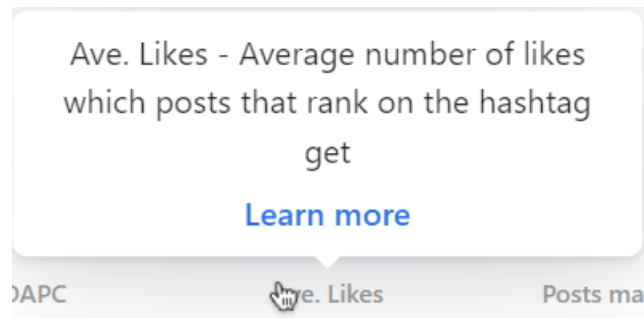 Ave. Likes - Average number of likes
which posts that rank on the hashtag
get
Learn more
DAPC Ave. Likes Posts ma